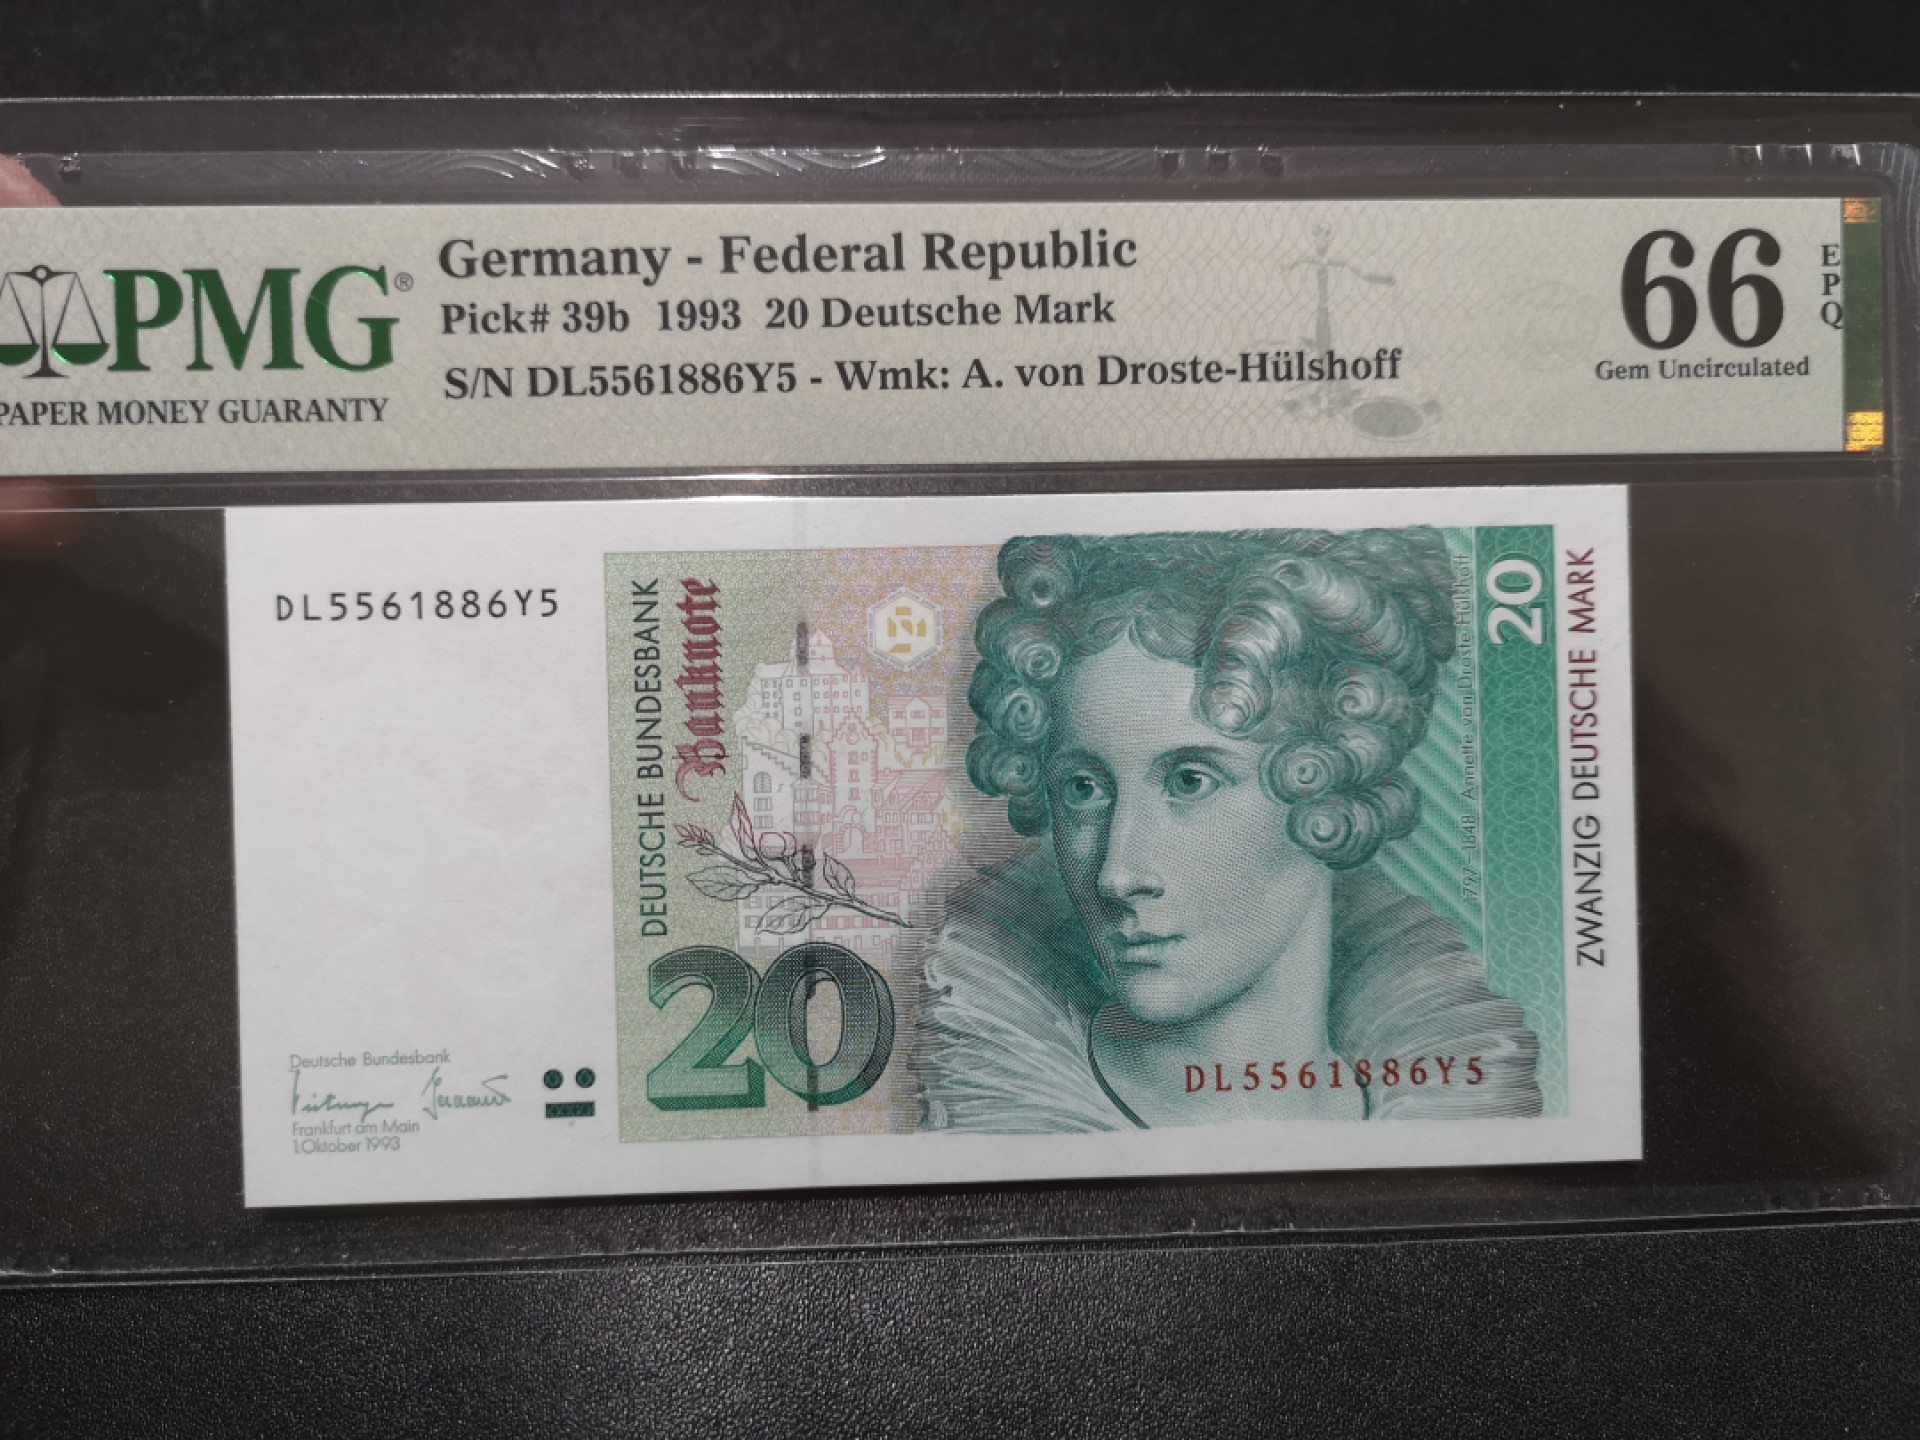 PMG®
PAPER MONEY GUARANTY
Germany - Federal Republic
Pick# 39b 1993 20 Deutsche Mark
S/N DL5561886Y5 - Wmk: A. von Droste-Hülshoff
66
EPQ
Gem Uncirculated
DL5561886Y5
DEUTSCHE BUNDESBANK
Banknote
20
1797-1848 Annette von Droste-Hülshoff
20
ZWANZIG DEUTSCHE MARK
DL5561886Y5
Deutsche Bundesbank
Frankfurt am Main
1.Oktober 1993